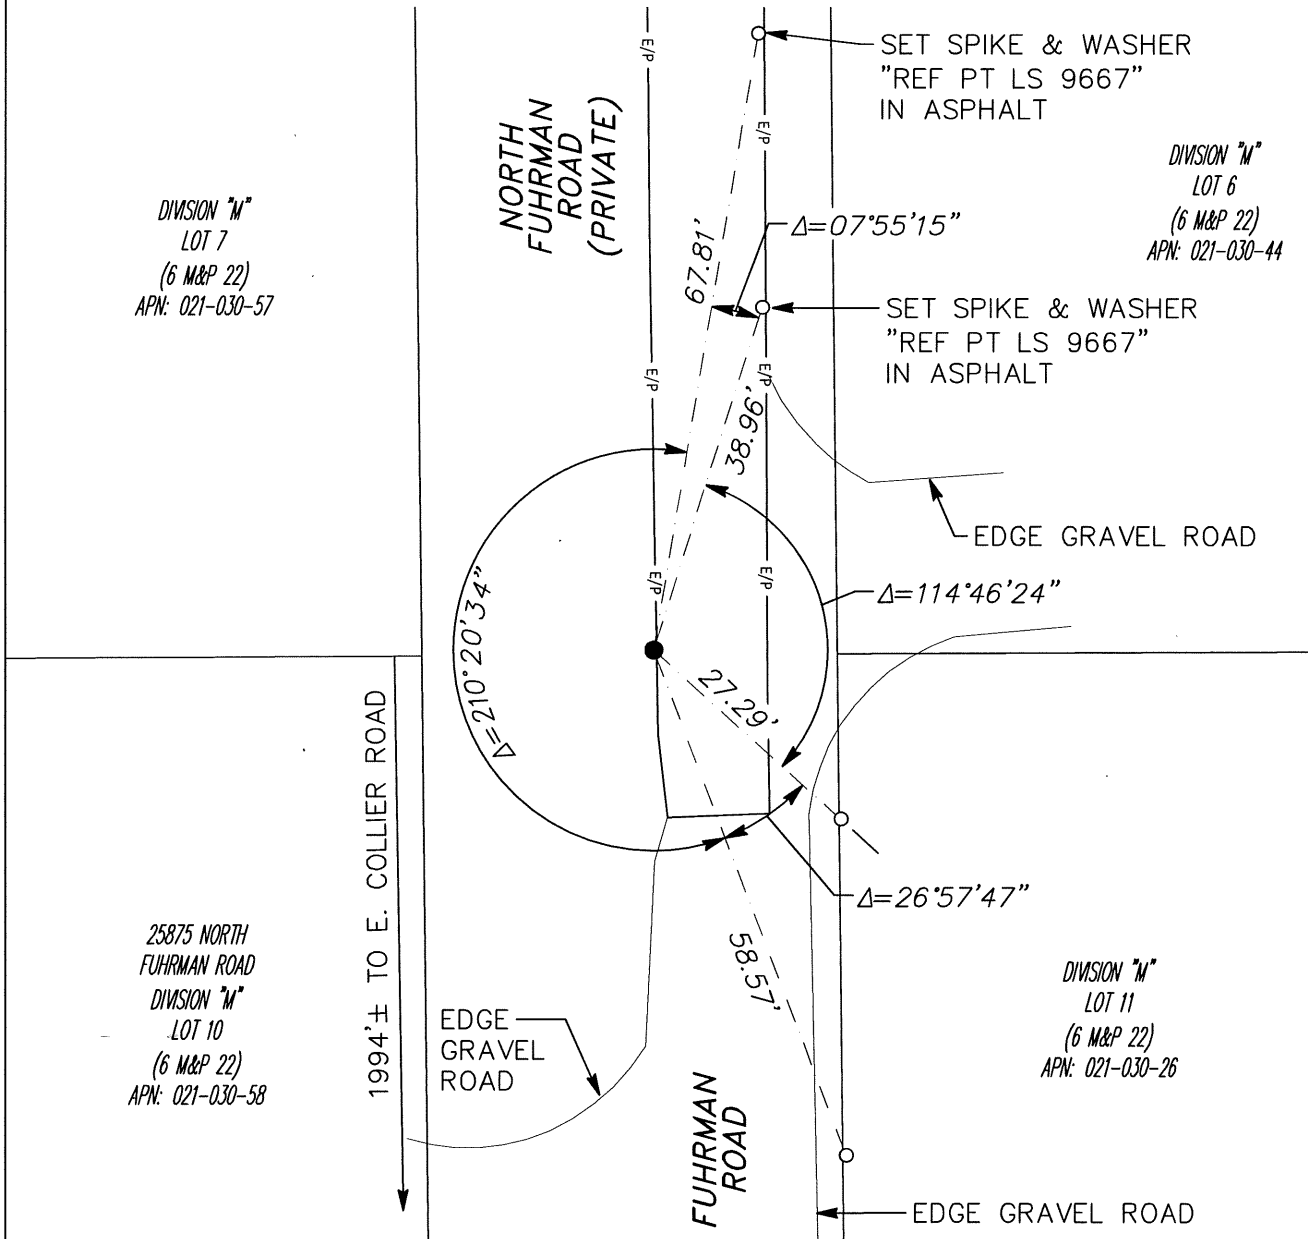 SET SPIKE & WASHER
"REF PT LS 9667"
IN ASPHALT
NORTH
FUHRMAN
ROAD
(PRIVATE)
E/P
E/P
DIVISION "M"
LOT 7
(6 M&P 22)
APN: 021-030-57
DIVISION "M"
LOT 6
(6 M&P 22)
APN: 021-030-44
Δ=07°55'15"
67.81'
SET SPIKE & WASHER
"REF PT LS 9667"
IN ASPHALT
E/P
E/P
38.96'
EDGE GRAVEL ROAD
E/P
E/P
Δ=114°46'24"
Δ=210°20'34"
27.29'
1994'± TO E. COLLIER ROAD
Δ=26°57'47"
58.57'
25875 NORTH
FUHRMAN ROAD
DIVISION "M"
LOT 10
(6 M&P 22)
APN: 021-030-58
EDGE
GRAVEL
ROAD
DIVISION "M"
LOT 11
(6 M&P 22)
APN: 021-030-26
FUHRMAN
ROAD
EDGE GRAVEL ROAD